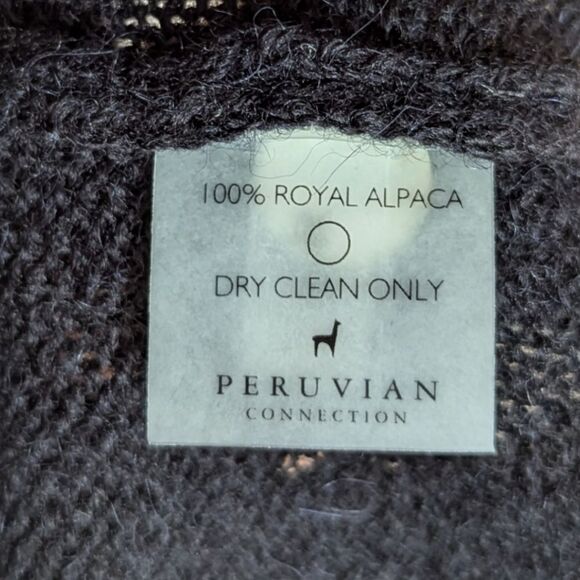 100% ROYAL ALPACA
DRY CLEAN ONLY
PERUVIAN
CONNECTION